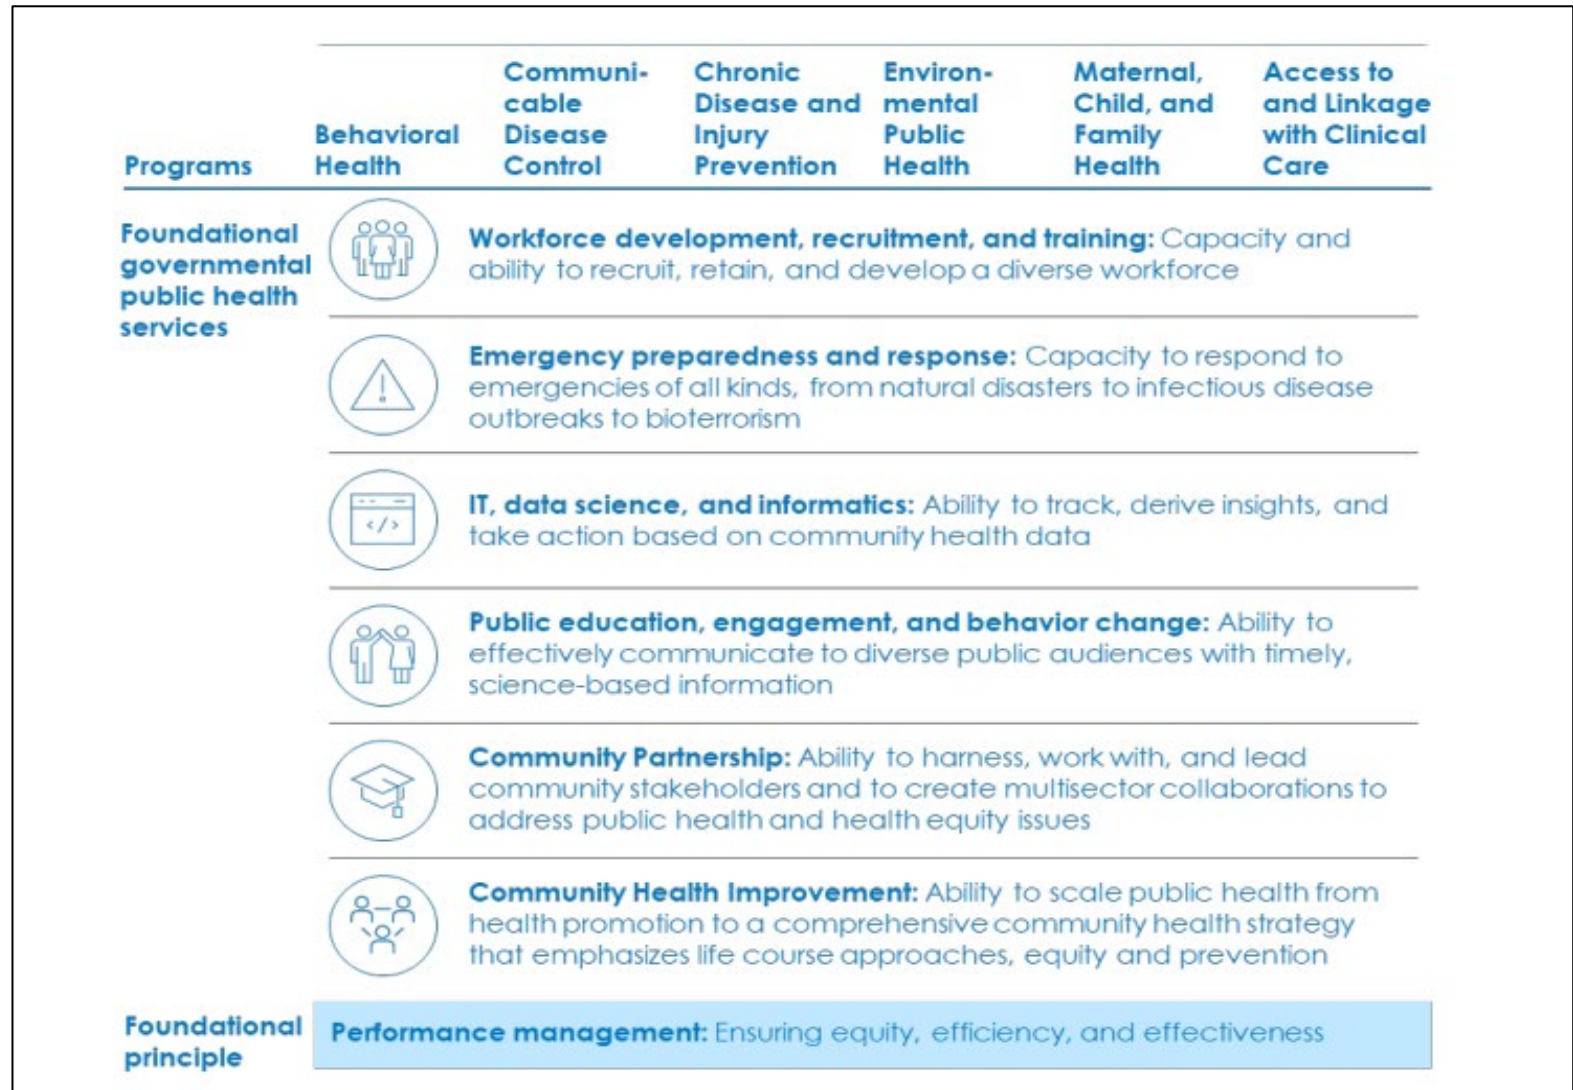 Programs
Behavioral
Health
Communi-
cable
Disease
Control
Chronic
Disease and
Injury
Prevention
Environ-
mental
Public
Health
Maternal,
Child, and
Family
Health
Access to
and Linkage
with Clinical
Care
Foundational
governmental
public health
services
Workforce development, recruitment, and training: Capacity and
ability to recruit, retain, and develop a diverse workforce
Emergency preparedness and response: Capacity to respond to
emergencies of all kinds, from natural disasters to infectious disease
outbreaks to bioterrorism
</>
IT, data science, and informatics: Ability to track, derive insights, and
take action based on community health data
Public education, engagement, and behavior change: Ability to
effectively communicate to diverse public audiences with timely,
science-based information
Community Partnership: Ability to harness, work with, and lead
community stakeholders and to create multisector collaborations to
address public health and health equity issues
Community Health Improvement: Ability to scale public health from
health promotion to a comprehensive community health strategy
that emphasizes life course approaches, equity and prevention
Foundational
principle
Performance management: Ensuring equity, efficiency, and effectiveness